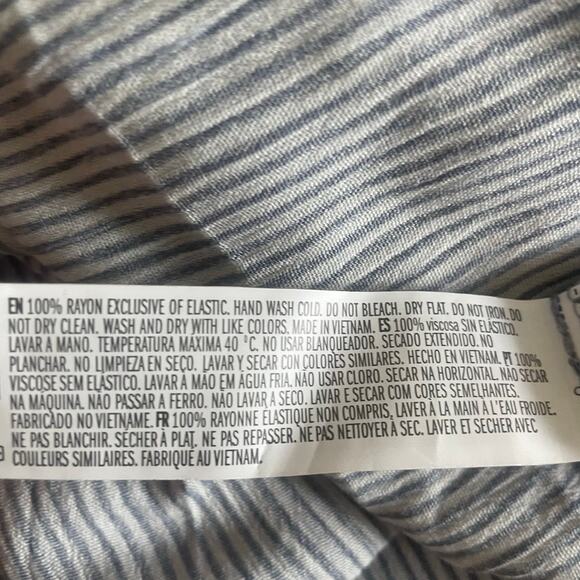 EN 100% RAYON EXCLUSIVE OF ELASTIC. HAND WASH COLD. DO NOT BLEACH. DRY FLAT. DO NOT IRON. DO
NOT DRY CLEAN. WASH AND DRY WITH LIKE COLORS. MADE IN VIETNAM. ES 100% viscosa SIN ELÁSTICO.
LAVAR A MANO. TEMPERATURA MÁXIMA 40 °C. NO USAR BLANQUEADOR. SECADO EXTENDIDO. NO
PLANCHAR. NO LIMPIEZA EN SECO. LAVAR Y SECAR CON COLORES SIMILARES. HECHO EN VIETNAM. PT 100%
VISCOSE SEM ELÁSTICO. LAVAR A MÃO EM ÁGUA FRIA. NÃO USAR CLORO. SECAR NA HORIZONTAL. NÃO SECAR
NA MÁQUINA. NÃO PASSAR A FERRO. NÃO LAVAR A SECO. LAVAR E SECAR COM CORES SEMELHANTES.
FABRICADO NO VIETNAME. FR 100% RAYONNE ELASTIQUE NON COMPRIS, LAVER A LA MAIN A L'EAU FROIDE.
NE PAS BLANCHIR. SÉCHER À PLAT. NE PAS REPASSER. NE PAS NETTOYER A SEC. LAVER ET SÉCHER AVEC
COULEURS SIMILAIRES. FABRIQUÉ AU VIETNAM.